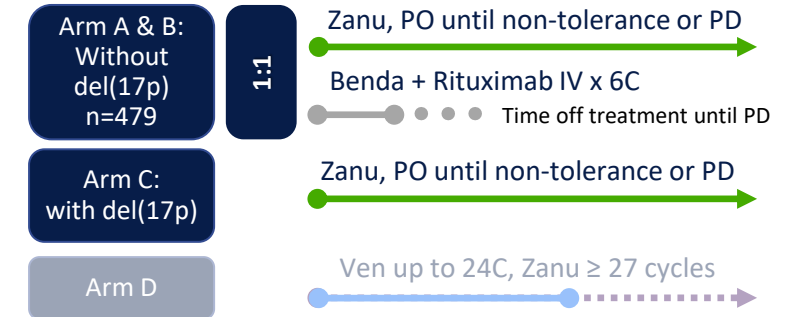 Arm A & B:
Without
del(17p)
n=479
1:1
Zanu, PO until non-tolerance or PD
Benda + Rituximab IV x 6C
Time off treatment until PD
Arm C:
with del(17p)
Zanu, PO until non-tolerance or PD
Arm D
Ven up to 24C, Zanu ≥ 27 cycles